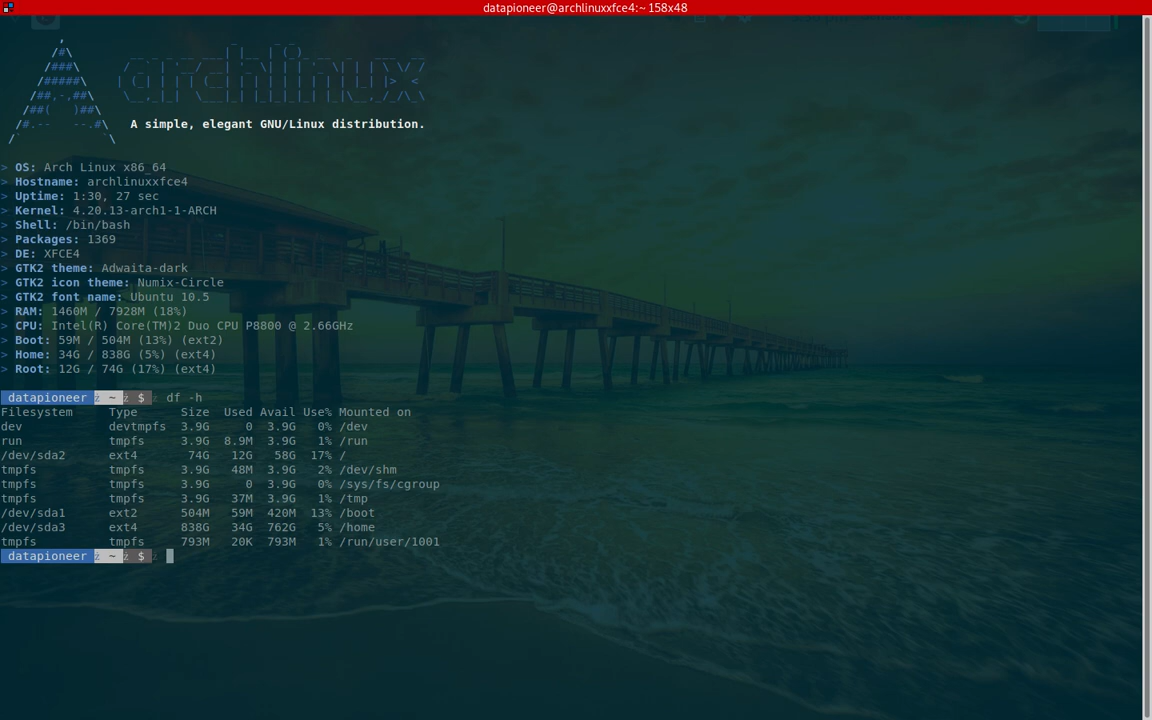 datapioneer@archlinuxxfce4:~ 158x48
A simple, elegant GNU/Linux distribution.
> OS: Arch Linux x86_64
> Hostname: archlinuxxfce4
> Uptime: 1:30, 27 sec
> Kernel: 4.20.13-arch1-1-ARCH
> Shell: /bin/bash
> Packages: 1369
> DE: XFCE4
> GTK2 theme: Adwaita-dark
> GTK2 icon theme: Numix-Circle
> GTK2 font name: Ubuntu 10.5
> RAM: 1460M / 7928M (18%)
> CPU: Intel(R) Core(TM)2 Duo CPU P8800 @ 2.66GHz
> Boot: 59M / 504M (13%) (ext2)
> Home: 34G / 838G (5%) (ext4)
> Root: 12G / 74G (17%) (ext4)
datapioneer ~ $ df -h
Filesystem Type Size Used Avail Use% Mounted on
dev devtmpfs 3.9G 0 3.9G 0% /dev
run tmpfs 3.9G 8.9M 3.9G 1% /run
/dev/sda2 ext4 74G 12G 58G 17% /
tmpfs tmpfs 3.9G 48M 3.9G 2% /dev/shm
tmpfs tmpfs 3.9G 0 3.9G 0% /sys/fs/cgroup
tmpfs tmpfs 3.9G 37M 3.9G 1% /tmp
/dev/sda1 ext2 504M 59M 420M 13% /boot
/dev/sda3 ext4 838G 34G 762G 5% /home
tmpfs tmpfs 793M 20K 793M 1% /run/user/1001
datapioneer ~ $